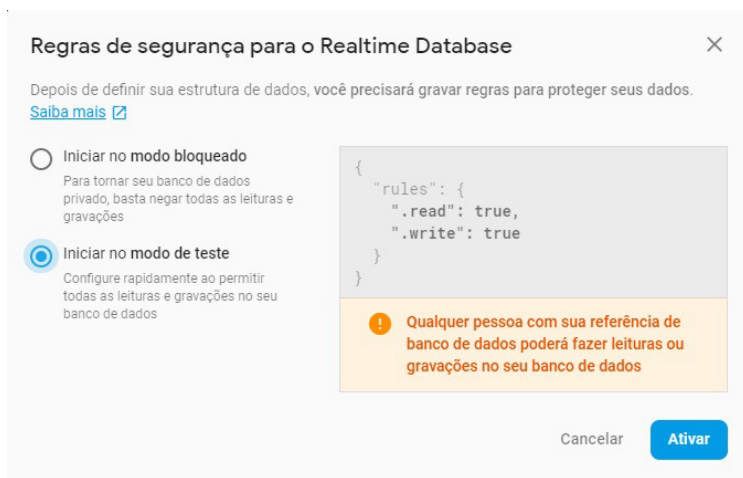 Regras de segurança para o Realtime Database
Depois de definir sua estrutura de dados, você precisará gravar regras para proteger seus dados.
Saiba mais
Iniciar no modo bloqueado
Para tornar seu banco de dados
privado, basta negar todas as leituras e
gravações
Iniciar no modo de teste
Configure rapidamente ao permitir
todas as leituras e gravações no seu
banco de dados
{
"rules": {
".read": true,
".write": true
}
}
Qualquer pessoa com sua referência de
banco de dados poderá fazer leituras ou
gravações no seu banco de dados
Cancelar
Ativar